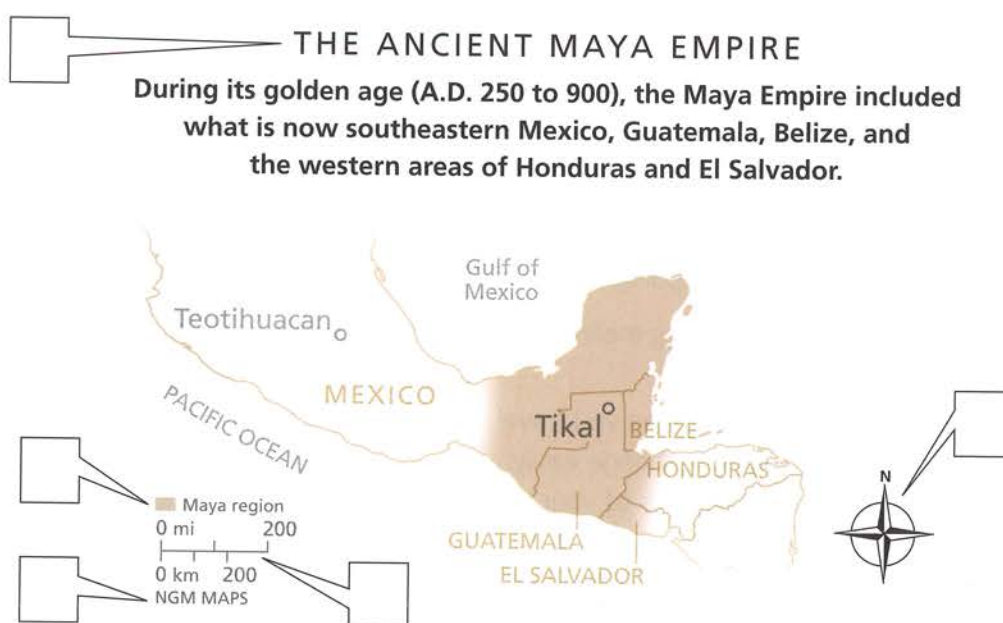 THE ANCIENT MAYA EMPIRE
During its golden age (A.D. 250 to 900), the Maya Empire included
what is now southeastern Mexico, Guatemala, Belize, and
the western areas of Honduras and El Salvador.
Gulf of
Mexico
Teotihuacan
MEXICO
PACIFIC OCEAN
Tikal
BELIZE
HONDURAS
GUATEMALA
EL SALVADOR
N
Maya region
0 mi 200
0 km 200
NGM MAPS